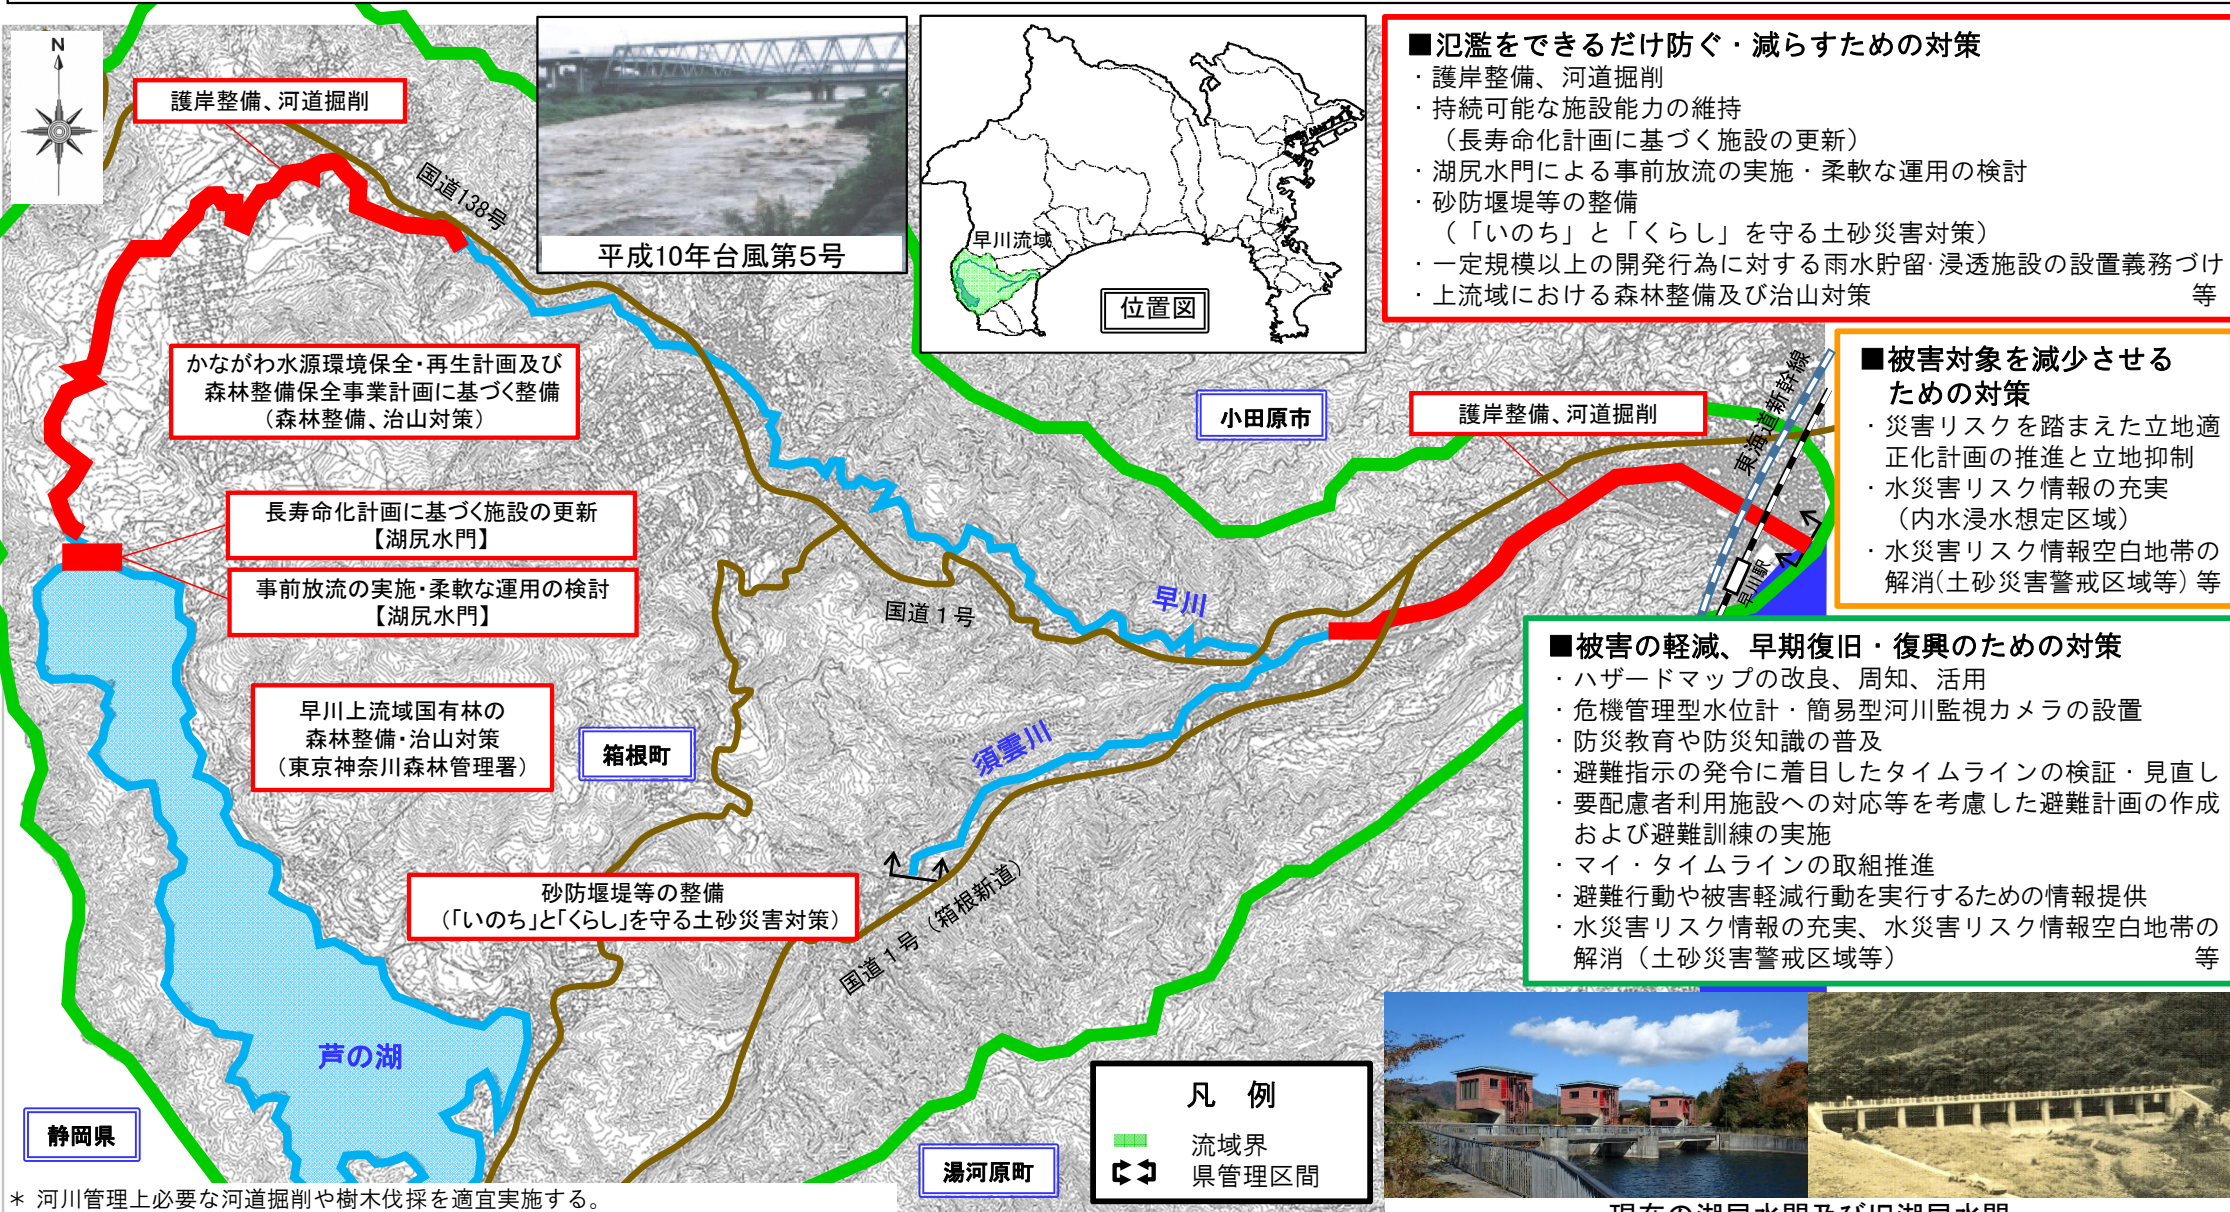 N
護岸整備、河道掘削
国道138号
平成10年台風第5号
早川流域
位置図
■氾濫をできるだけ防ぐ・減らすための対策
・護岸整備、河道掘削
・持続可能な施設能力の維持
（長寿命化計画に基づく施設の更新）
・湖尻水門による事前放流の実施・柔軟な運用の検討
・砂防堰堤等の整備
（「いのち」と「くらし」を守る土砂災害対策）
・一定規模以上の開発行為に対する雨水貯留・浸透施設の設置義務づけ
・上流域における森林整備及び治山対策 等
かながわ水源環境保全・再生計画及び
森林整備保全事業計画に基づく整備
（森林整備、治山対策）
小田原市
護岸整備、河道掘削
東海道新幹線
早川駅
■被害対象を減少させる
ための対策
・災害リスクを踏まえた立地適
正化計画の推進と立地抑制
・水災害リスク情報の充実
（内水浸水想定区域）
・水災害リスク情報空白地帯の
解消（土砂災害警戒区域等）等
長寿命化計画に基づく施設の更新
【湖尻水門】
事前放流の実施・柔軟な運用の検討
【湖尻水門】
国道１号
早川
早川上流域国有林の
森林整備・治山対策
（東京神奈川森林管理署）
箱根町
須雲川
■被害の軽減、早期復旧・復興のための対策
・ハザードマップの改良、周知、活用
・危機管理型水位計・簡易型河川監視カメラの設置
・防災教育や防災知識の普及
・避難指示の発令に着目したタイムラインの検証・見直し
・要配慮者利用施設への対応等を考慮した避難計画の作成
および避難訓練の実施
・マイ・タイムラインの取組推進
・避難行動や被害軽減行動を実行するための情報提供
・水災害リスク情報の充実、水災害リスク情報空白地帯の
解消（土砂災害警戒区域等） 等
砂防堰堤等の整備
（「いのち」と「くらし」を守る土砂災害対策）
国道１号（箱根新道）
芦の湖
静岡県
湯河原町
凡 例
流域界
県管理区間
＊ 河川管理上必要な河道掘削や樹木伐採を適宜実施する。
現在の湖尻水門及び旧湖尻水門